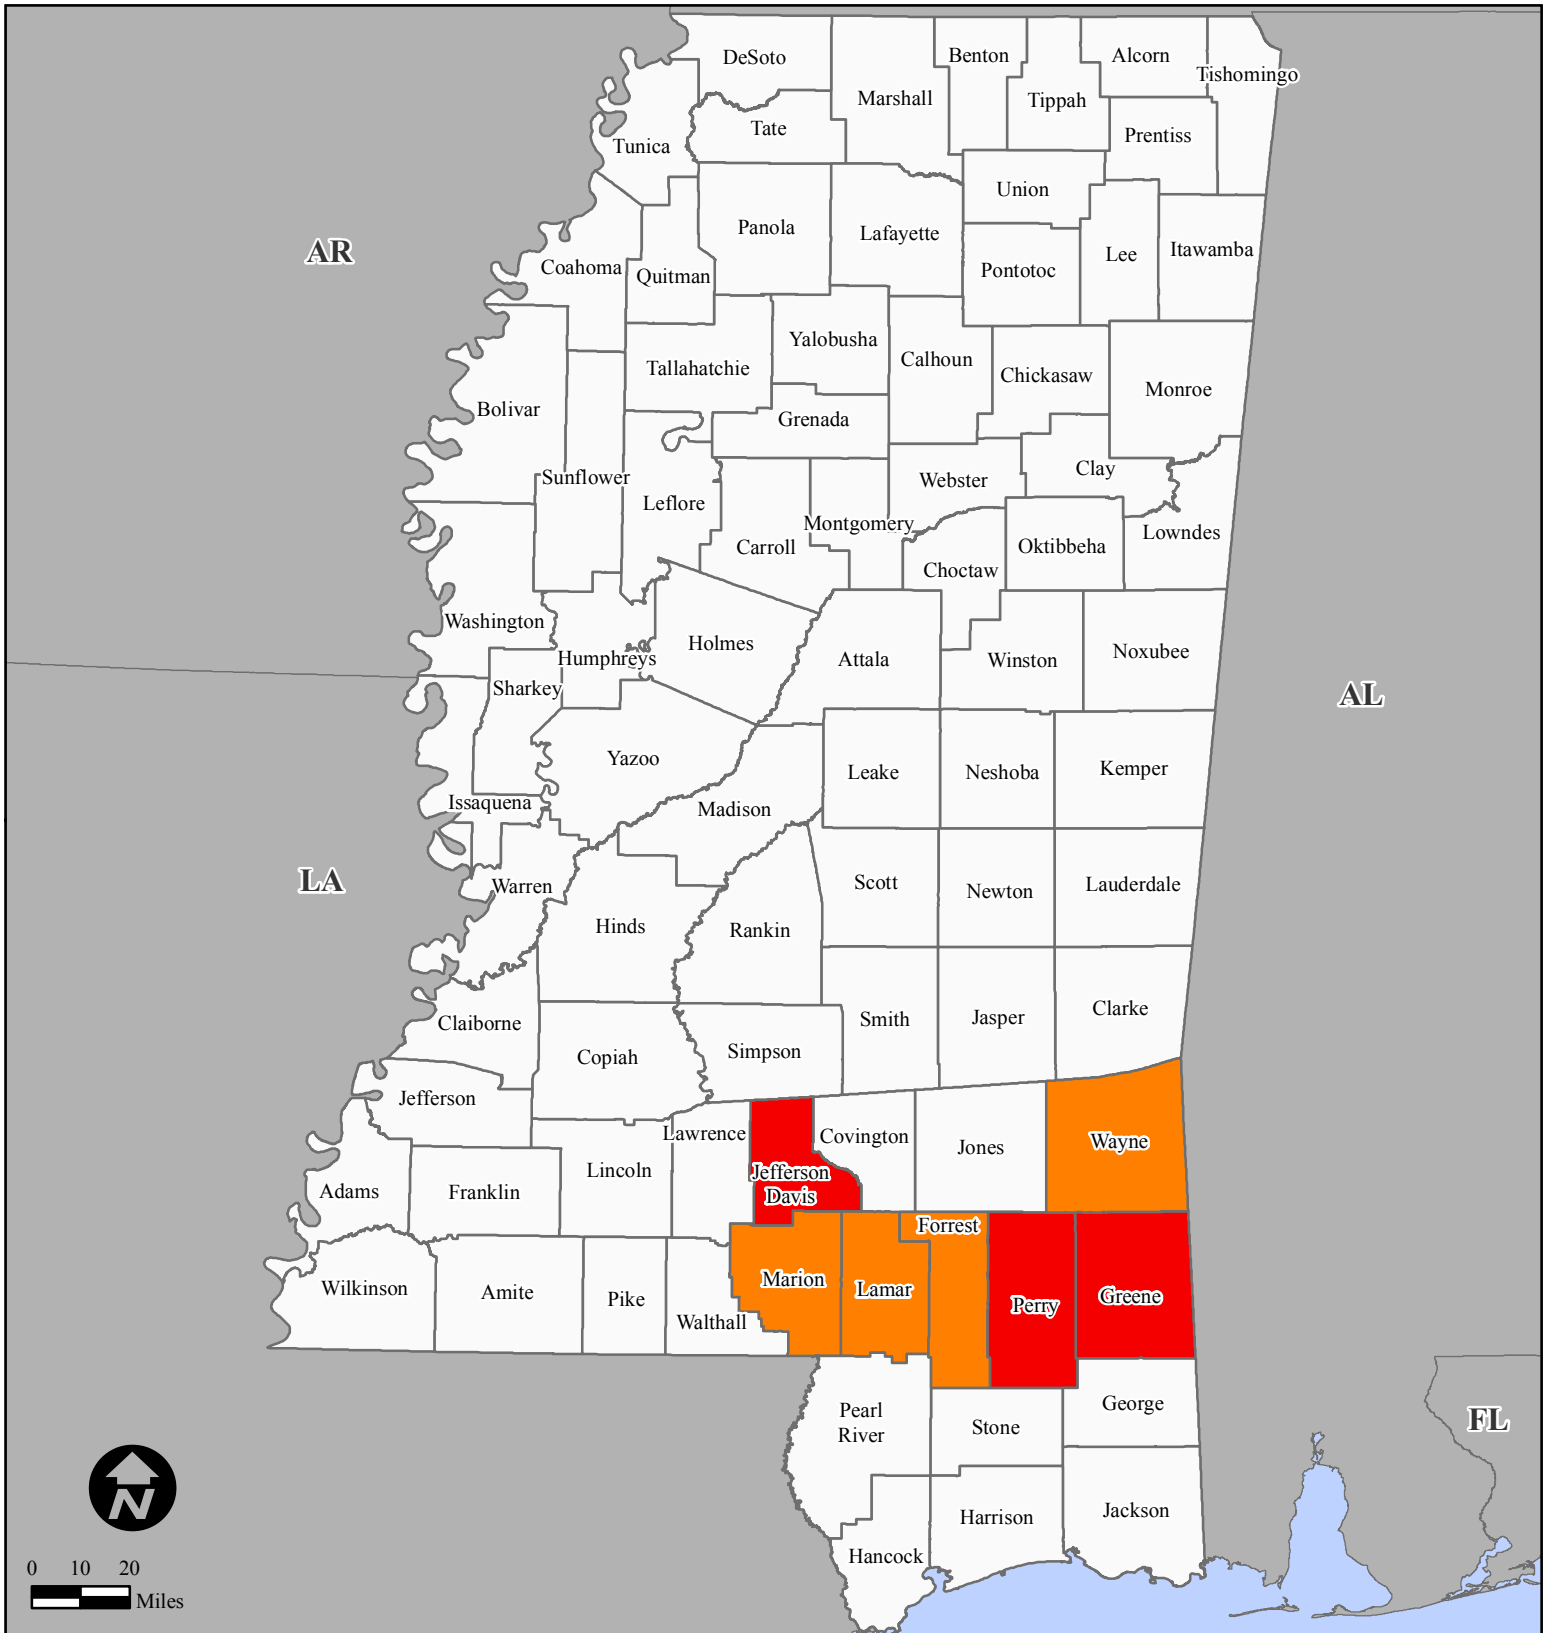 DeSoto
Benton
Alcorn
Tishomingo
Marshall
Tippah
Tate
Prentiss
Tunica
Union
Panola
Lafayette
Lee
Itawamba
AR
Coahoma
Quitman
Pontotoc
Yalobusha
Calhoun
Tallahatchie
Chickasaw
Monroe
Bolivar
Grenada
Clay
Sunflower
Webster
Leflore
Montgomery
Lowndes
Carroll
Oktibbeha
Choctaw
Washington
Holmes
Humphreys
Attala
Winston
Noxubee
Sharkey
AL
Yazoo
Leake
Neshoba
Kemper
Issaquena
Madison
LA
Warren
Scott
Newton
Lauderdale
Hinds
Rankin
Claiborne
Smith
Jasper
Clarke
Copiah
Simpson
Jefferson
Lawrence
Covington
Jones
Wayne
Lincoln
Jefferson
Davis
Adams
Franklin
Forrest
Wilkinson
Amite
Pike
Marion
Lamar
Perry
Greene
Walthall
Pearl
River
Stone
George
FL
Harrison
Jackson
Hancock
N
0 10 20
Miles